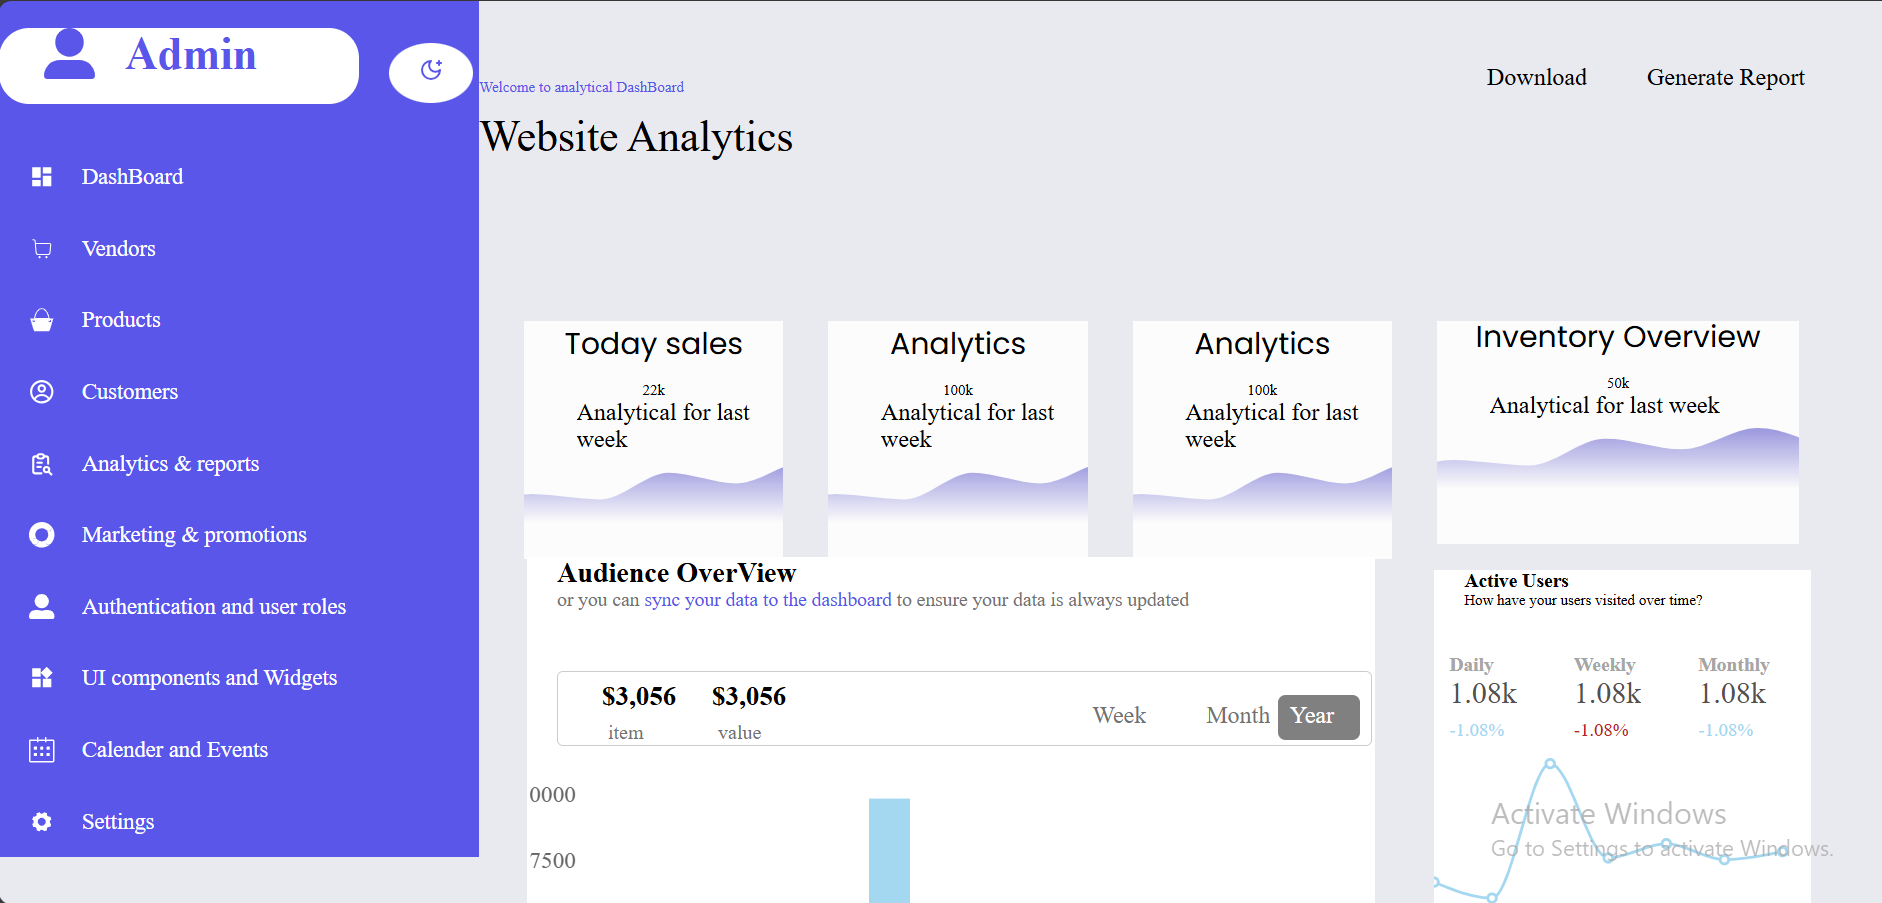 Admin
DashBoard
Vendors
Products
Customers
Analytics & reports
Marketing & promotions
Authentication and user roles
UI components and Widgets
Calender and Events
Settings
Welcome to analytical DashBoard
Website Analytics
Download
Generate Report
Today sales
22k
Analytical for last
week
Analytics
100k
Analytical for last
week
Analytics
100k
Analytical for last
week
Inventory Overview
50k
Analytical for last week
Audience OverView
or you can sync your data to the dashboard to ensure your data is always updated
$3,056
item
$3,056
value
Week
Month
Year
0000
7500
Active Users
How have your users visited over time?
Daily
1.08k
-1.08%
Weekly
1.08k
-1.08%
Monthly
1.08k
-1.08%
Activate Windows
Go to Settings to activate Windows.